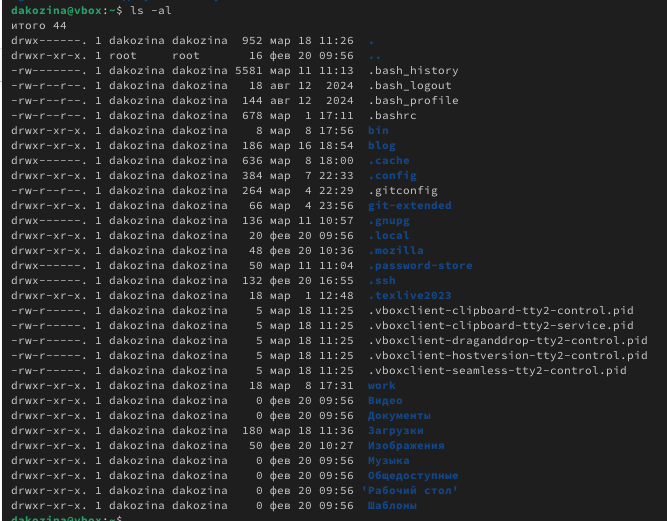 dakozina@vbox:~$ ls -al
итого 44
drwx------. 1 dakozina dakozina  952 мар 18 11:26  .
drwxr-xr-x. 1 root     root       16 фев 20 09:56  ..
-rw-------. 1 dakozina dakozina 5581 мар 11 11:13  .bash_history
-rw-r--r--. 1 dakozina dakozina   18 авг 12  2024  .bash_logout
-rw-r--r--. 1 dakozina dakozina  144 авг 12  2024  .bash_profile
-rw-r--r--. 1 dakozina dakozina  678 мар  1 17:11  .bashrc
drwxr-xr-x. 1 dakozina dakozina    8 мар  8 17:56  bin
drwxr-xr-x. 1 dakozina dakozina  186 мар 16 18:54  blog
drwx------. 1 dakozina dakozina  636 мар  8 18:00  .cache
drwxr-xr-x. 1 dakozina dakozina  384 мар  7 22:33  .config
-rw-r--r--. 1 dakozina dakozina  264 мар  4 22:29  .gitconfig
drwxr-xr-x. 1 dakozina dakozina   66 мар  4 23:56  git-extended
drwx------. 1 dakozina dakozina  136 мар 11 10:57  .gnupg
drwxr-xr-x. 1 dakozina dakozina   20 фев 20 09:56  .local
drwxr-xr-x. 1 dakozina dakozina   48 фев 20 10:36  .mozilla
drwx------. 1 dakozina dakozina   50 мар 11 11:04  .password-store
drwx------. 1 dakozina dakozina  132 фев 20 16:55  .ssh
drwxr-xr-x. 1 dakozina dakozina   18 мар  1 12:48  .texlive2023
-rw-r-----. 1 dakozina dakozina    5 мар 18 11:25  .vboxclient-clipboard-tty2-control.pid
-rw-r-----. 1 dakozina dakozina    5 мар 18 11:25  .vboxclient-clipboard-tty2-service.pid
-rw-r-----. 1 dakozina dakozina    5 мар 18 11:25  .vboxclient-draganddrop-tty2-control.pid
-rw-r-----. 1 dakozina dakozina    5 мар 18 11:25  .vboxclient-hostversion-tty2-control.pid
-rw-r-----. 1 dakozina dakozina    5 мар 18 11:25  .vboxclient-seamless-tty2-control.pid
drwxr-xr-x. 1 dakozina dakozina   18 мар  8 17:31  work
drwxr-xr-x. 1 dakozina dakozina    0 фев 20 09:56  Видео
drwxr-xr-x. 1 dakozina dakozina    0 фев 20 09:56  Документы
drwxr-xr-x. 1 dakozina dakozina  180 мар 18 11:36  Загрузки
drwxr-xr-x. 1 dakozina dakozina   50 фев 20 10:27  Изображения
drwxr-xr-x. 1 dakozina dakozina    0 фев 20 09:56  Музыка
drwxr-xr-x. 1 dakozina dakozina    0 фев 20 09:56  Общедоступные
drwxr-xr-x. 1 dakozina dakozina    0 фев 20 09:56 'Рабочий стол'
drwxr-xr-x. 1 dakozina dakozina    0 фев 20 09:56  Шаблоны
dakozina@vbox:~$